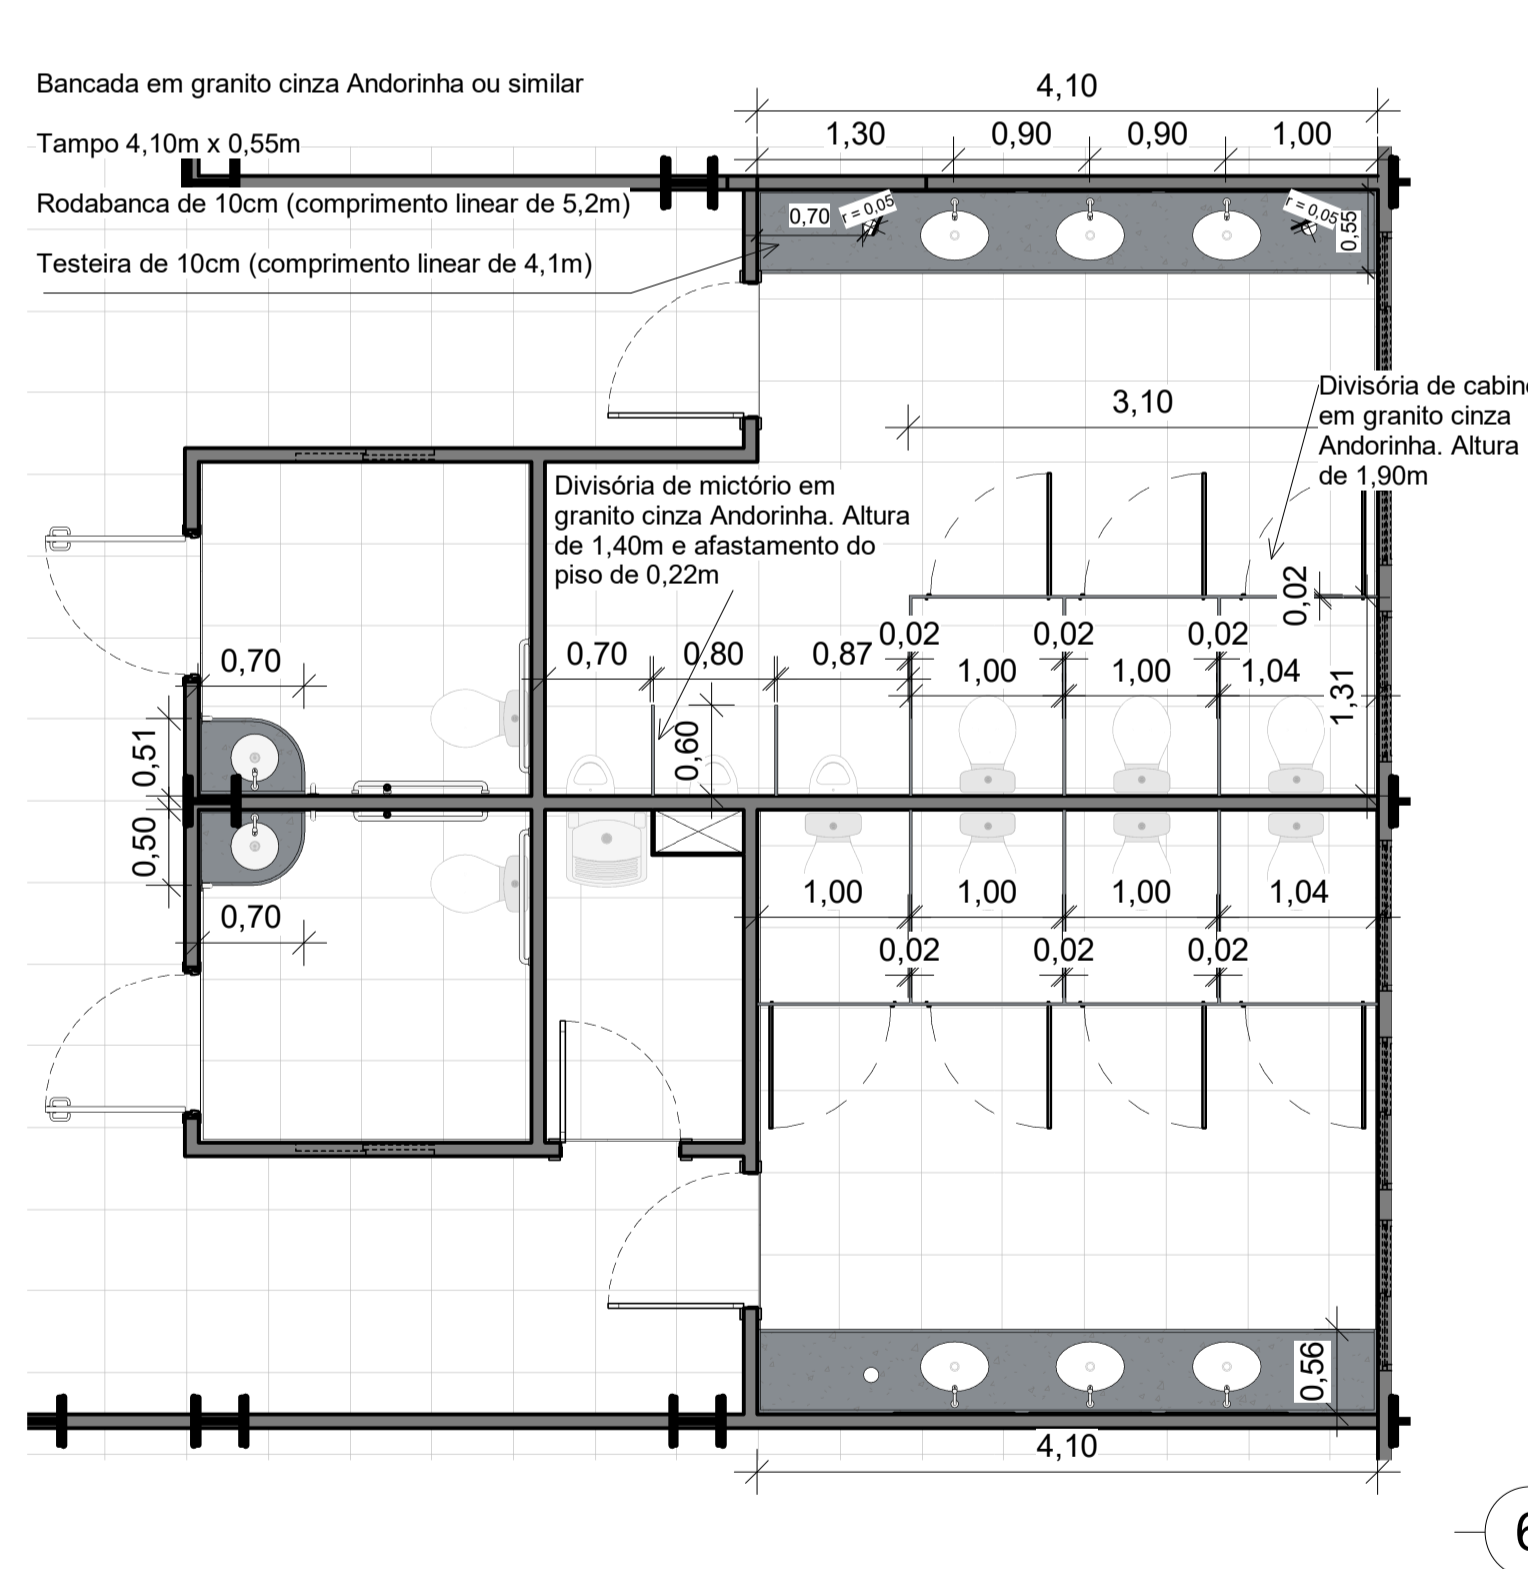 Bancada em granito cinza Andorinha ou similar
4,10
Tampo 4,10m x 0,55m
1,30 0,90 0,90 1,00
Rodabanca de 10cm (comprimento linear de 5,2m)
0,70 r = 0,05 r = 0,05 0,55
Testeira de 10cm (comprimento linear de 4,1m)
3,10
Divisória de cabine
em granito cinza
Andorinha. Altura
de 1,90m
Divisória de mictório em
granito cinza Andorinha. Altura
de 1,40m e afastamento do
piso de 0,22m
0,02
0,02 0,02 0,02
0,70 0,70 0,80 0,87
1,00 1,00 1,04
1,31
0,51 0,60
0,50
1,00 1,00 1,00 1,04
0,70
0,02 0,02 0,02
0,56
4,10
6